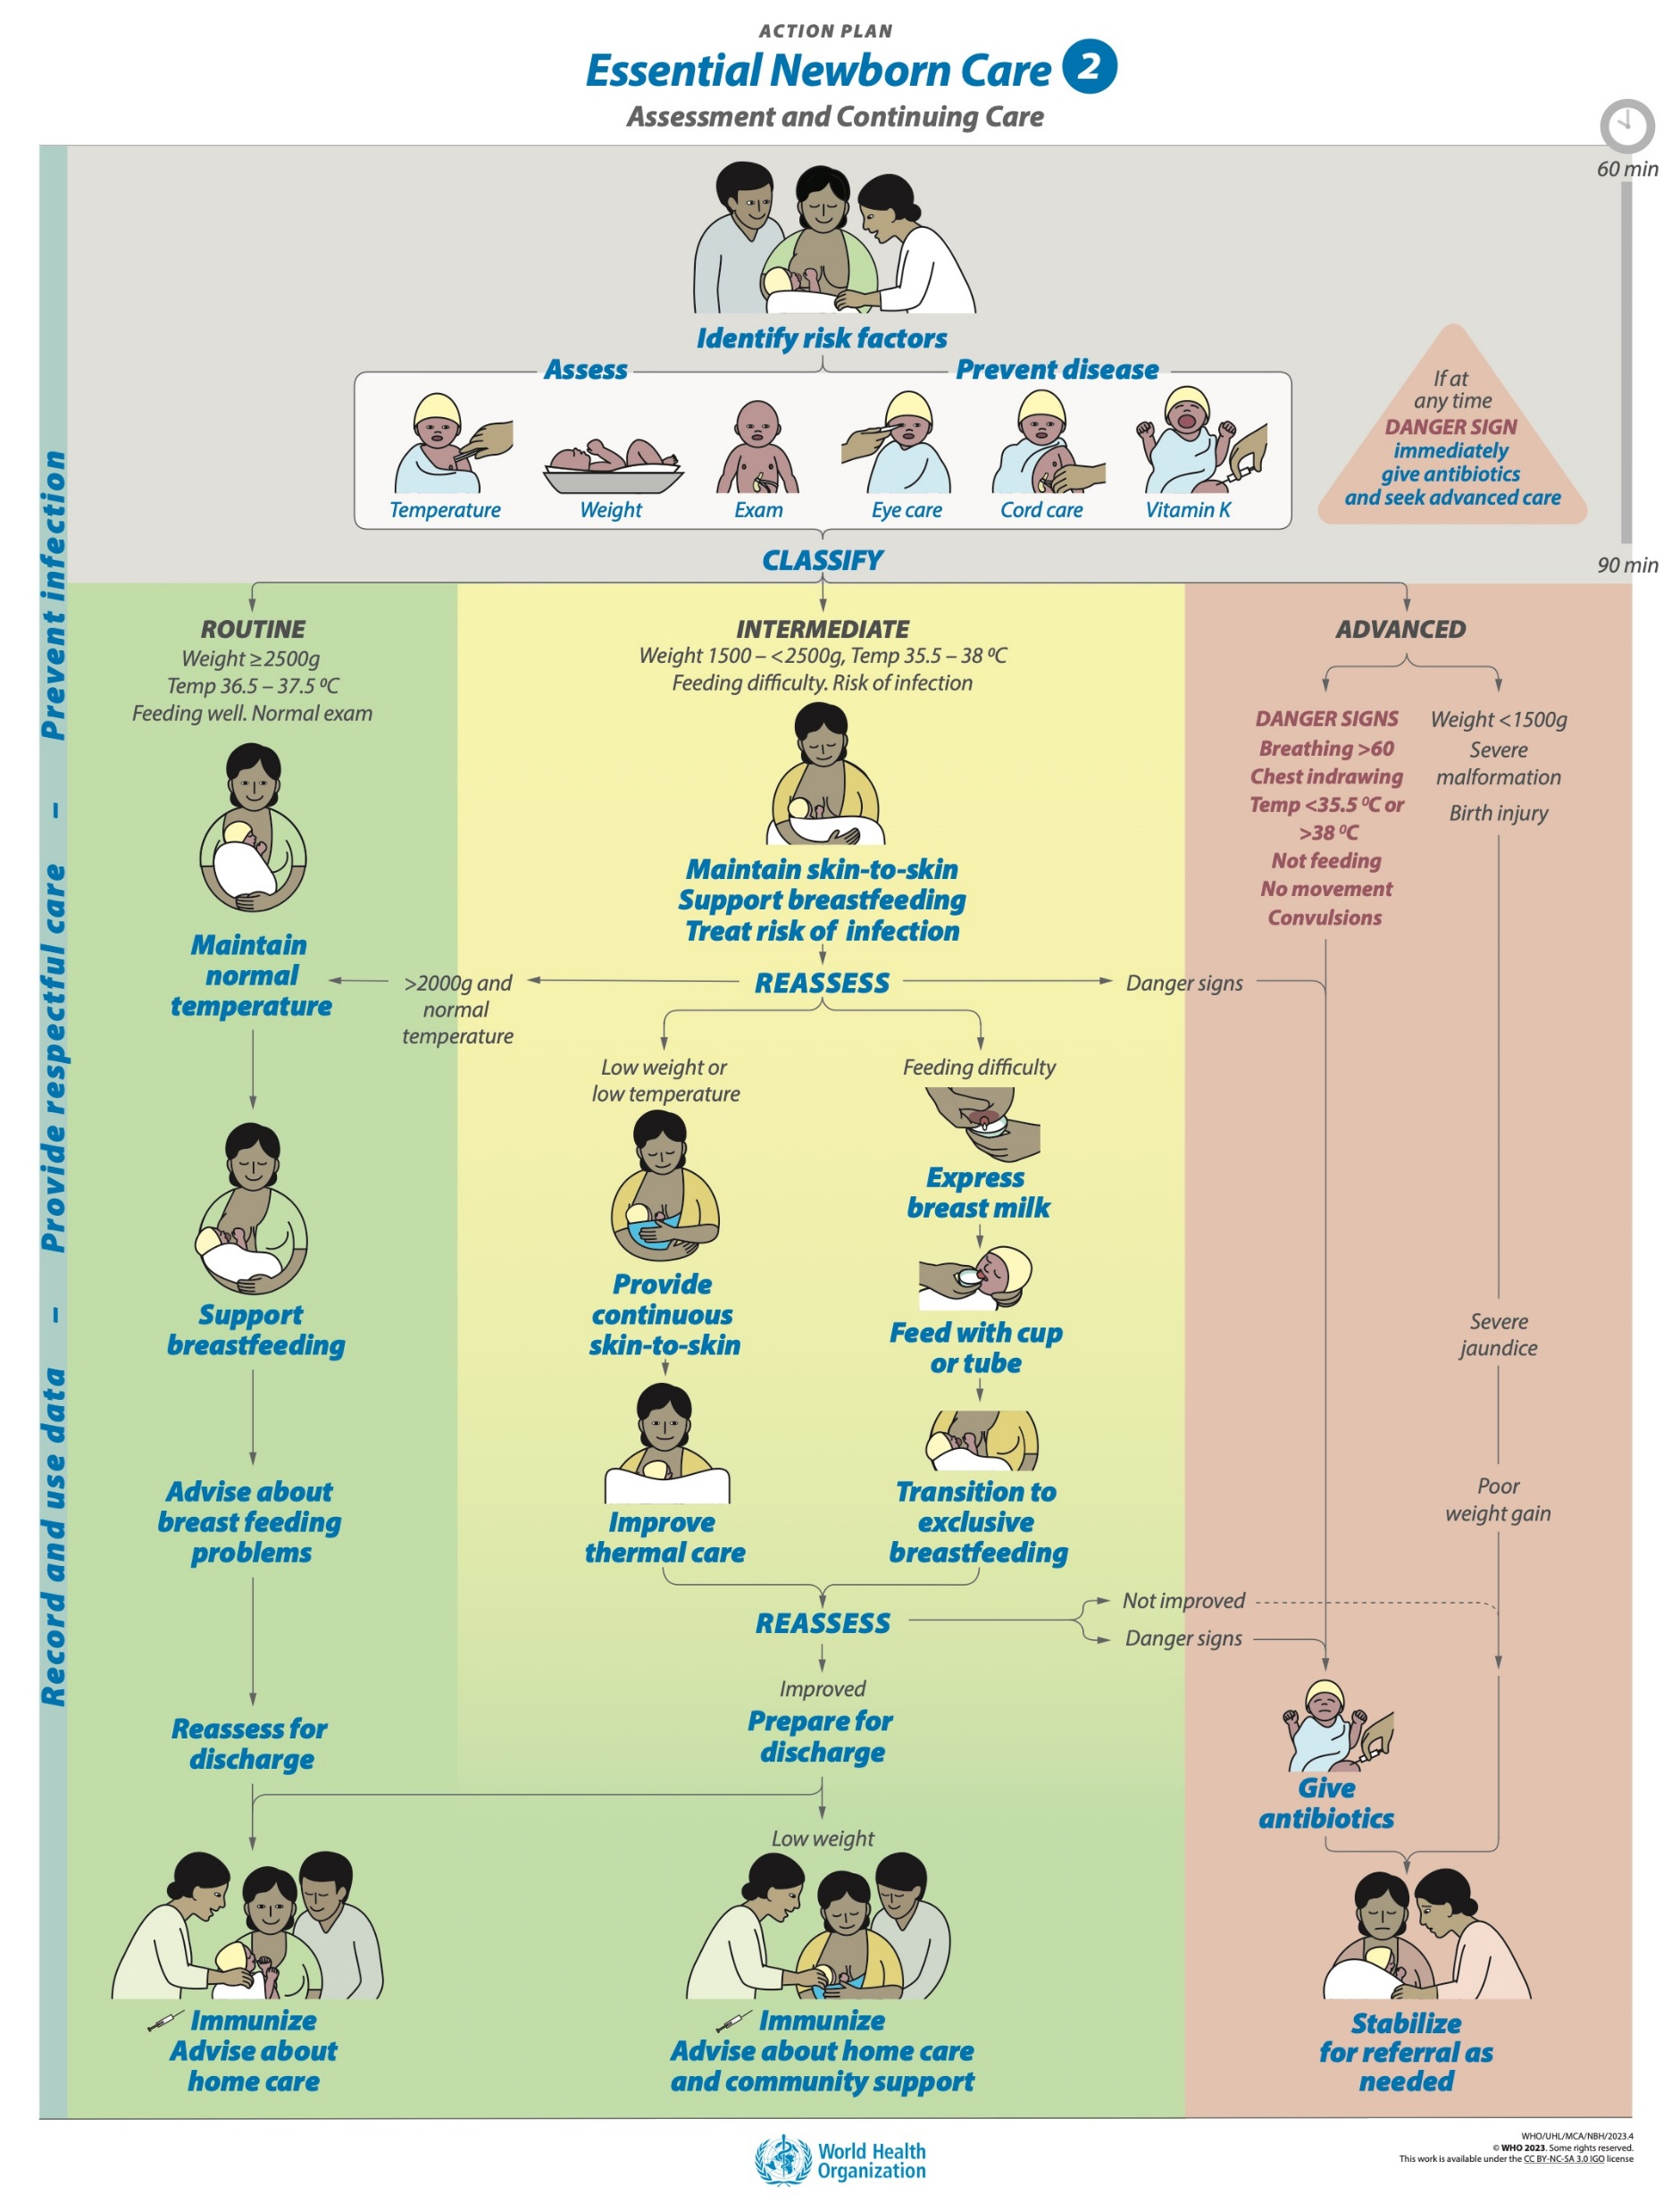 ACTION PLAN
Essential Newborn Care 2
Assessment and Continuing Care
60 min
Identify risk factors
Assess
Prevent disease
Temperature
Weight
Exam
Eye care
Cord care
Vitamin K
If at
any time
DANGER SIGN
immediately
give antibiotics
and seek advanced care
CLASSIFY
90 min
Prevent infection
–
Provide respectful care
–
Record and use data
ROUTINE
Weight ≥2500g
Temp 36.5 – 37.5 ⁰C
Feeding well. Normal exam
Maintain
normal
temperature
Support
breastfeeding
Advise about
breast feeding
problems
Reassess for
discharge
Immunize
Advise about
home care
INTERMEDIATE
Weight 1500 – <2500g, Temp 35.5 – 38 ⁰C
Feeding difficulty. Risk of infection
Maintain skin-to-skin
Support breastfeeding
Treat risk of infection
REASSESS
>2000g and
normal
temperature
Danger signs
Low weight or
low temperature
Provide
continuous
skin-to-skin
Improve
thermal care
Feeding difficulty
Express
breast milk
Feed with cup
or tube
Transition to
exclusive
breastfeeding
REASSESS
Not improved
Danger signs
Improved
Prepare for
discharge
Low weight
Immunize
Advise about home care
and community support
ADVANCED
DANGER SIGNS
Breathing >60
Chest indrawing
Temp <35.5 ⁰C or
>38 ⁰C
Not feeding
No movement
Convulsions
Weight <1500g
Severe
malformation
Birth injury
Severe
jaundice
Poor
weight gain
Give
antibiotics
Stabilize
for referral as
needed
World Health
Organization
WHO/UHL/MCA/NBH/2023.4
© WHO 2023. Some rights reserved.
This work is available under the CC BY-NC-SA 3.0 IGO license